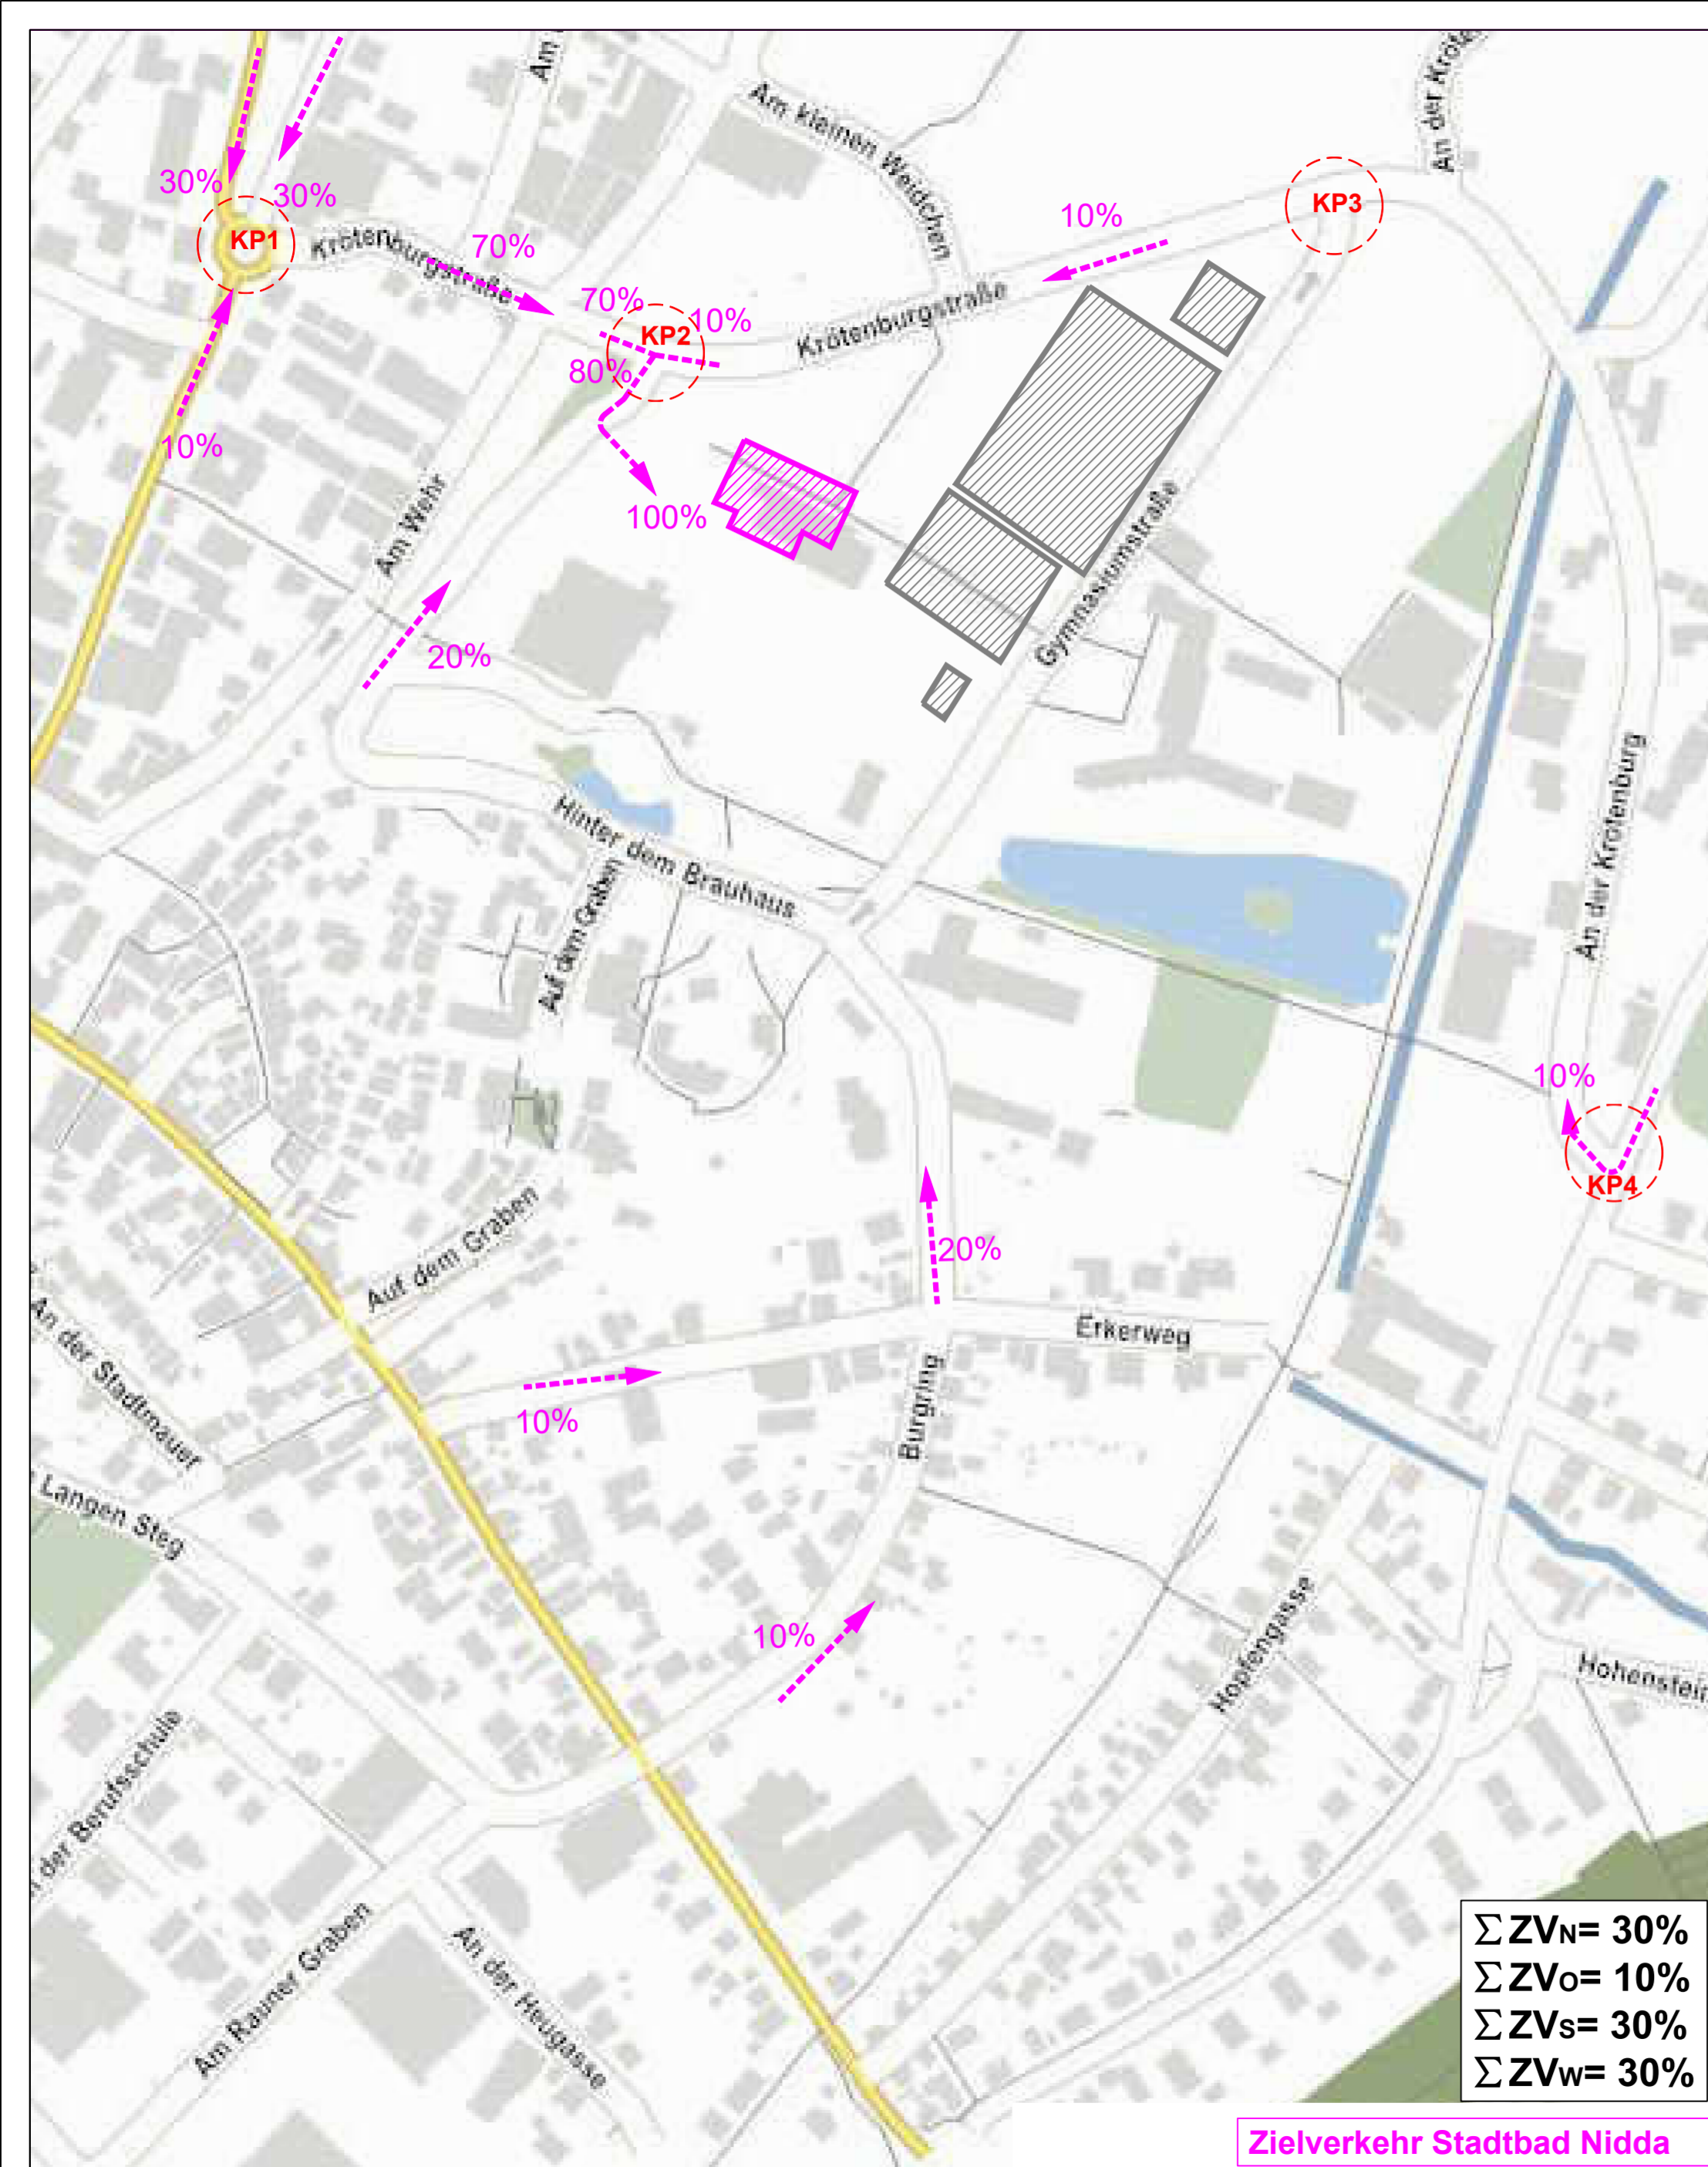 Am
Am kleinen Weidchen
An der Krote
30%
30%
KP1
Krötenburgstraße
70%
10%
KP3
70%
KP2
10%
80%
Krötenburgstraße
10%
100%
Am Wehr
20%
Gymnasiumstraße
Hinter dem Brauhaus
Auf dem Graben
An der Krötenburg
10%
KP4
Auf dem Graben
20%
Erkerweg
An der Stadtmauer
10%
Burgring
Langen Steg
10%
Hopfengasse
Hohenstein
der Berufsschule
Am Rauner Graben
An der Heugasse
∑ ZVN= 30%
∑ ZVO= 10%
∑ ZVS= 30%
∑ ZVW= 30%
Zielverkehr Stadtbad Nidda